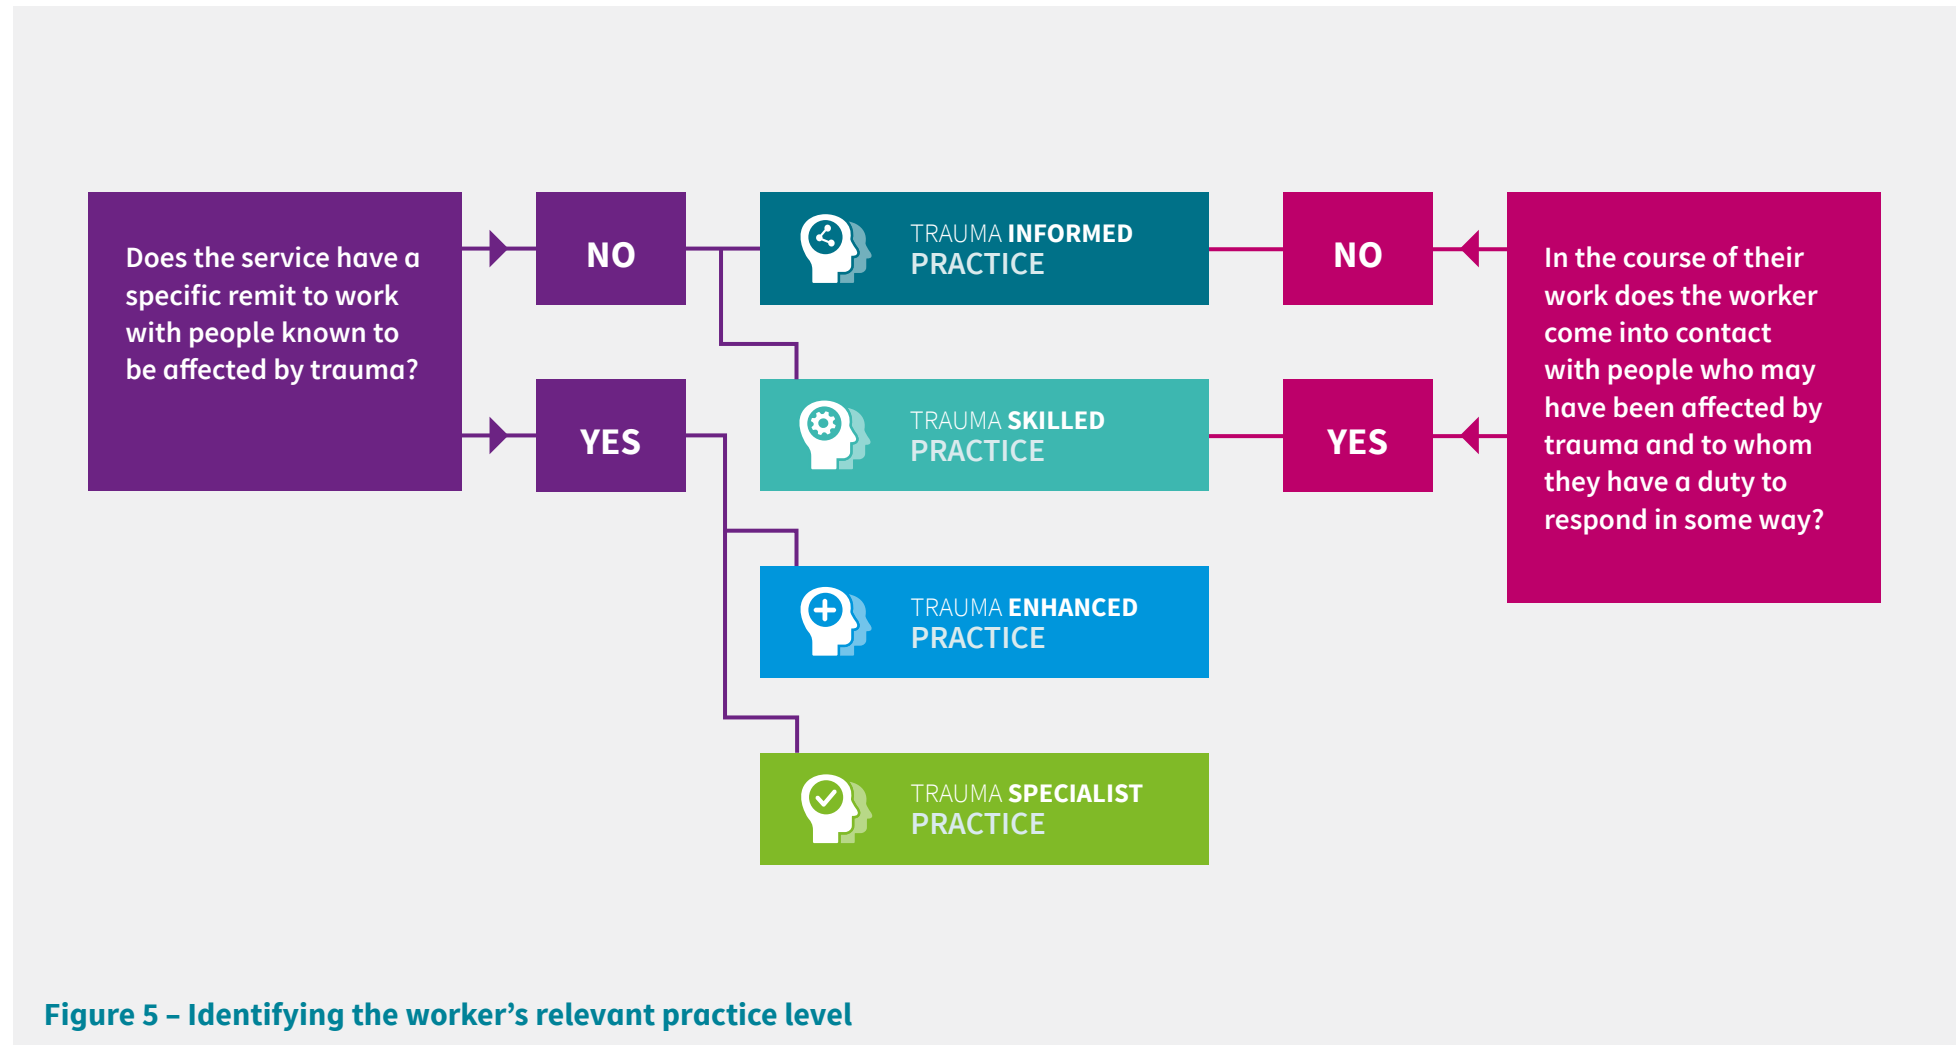 Does the service have a
specific remit to work
with people known to
be affected by trauma?
NO
YES
TRAUMA INFORMED
PRACTICE
TRAUMA SKILLED
PRACTICE
TRAUMA ENHANCED
PRACTICE
TRAUMA SPECIALIST
PRACTICE
NO
YES
In the course of their
work does the worker
come into contact
with people who may
have been affected by
trauma and to whom
they have a duty to
respond in some way?
Figure 5 – Identifying the worker’s relevant practice level